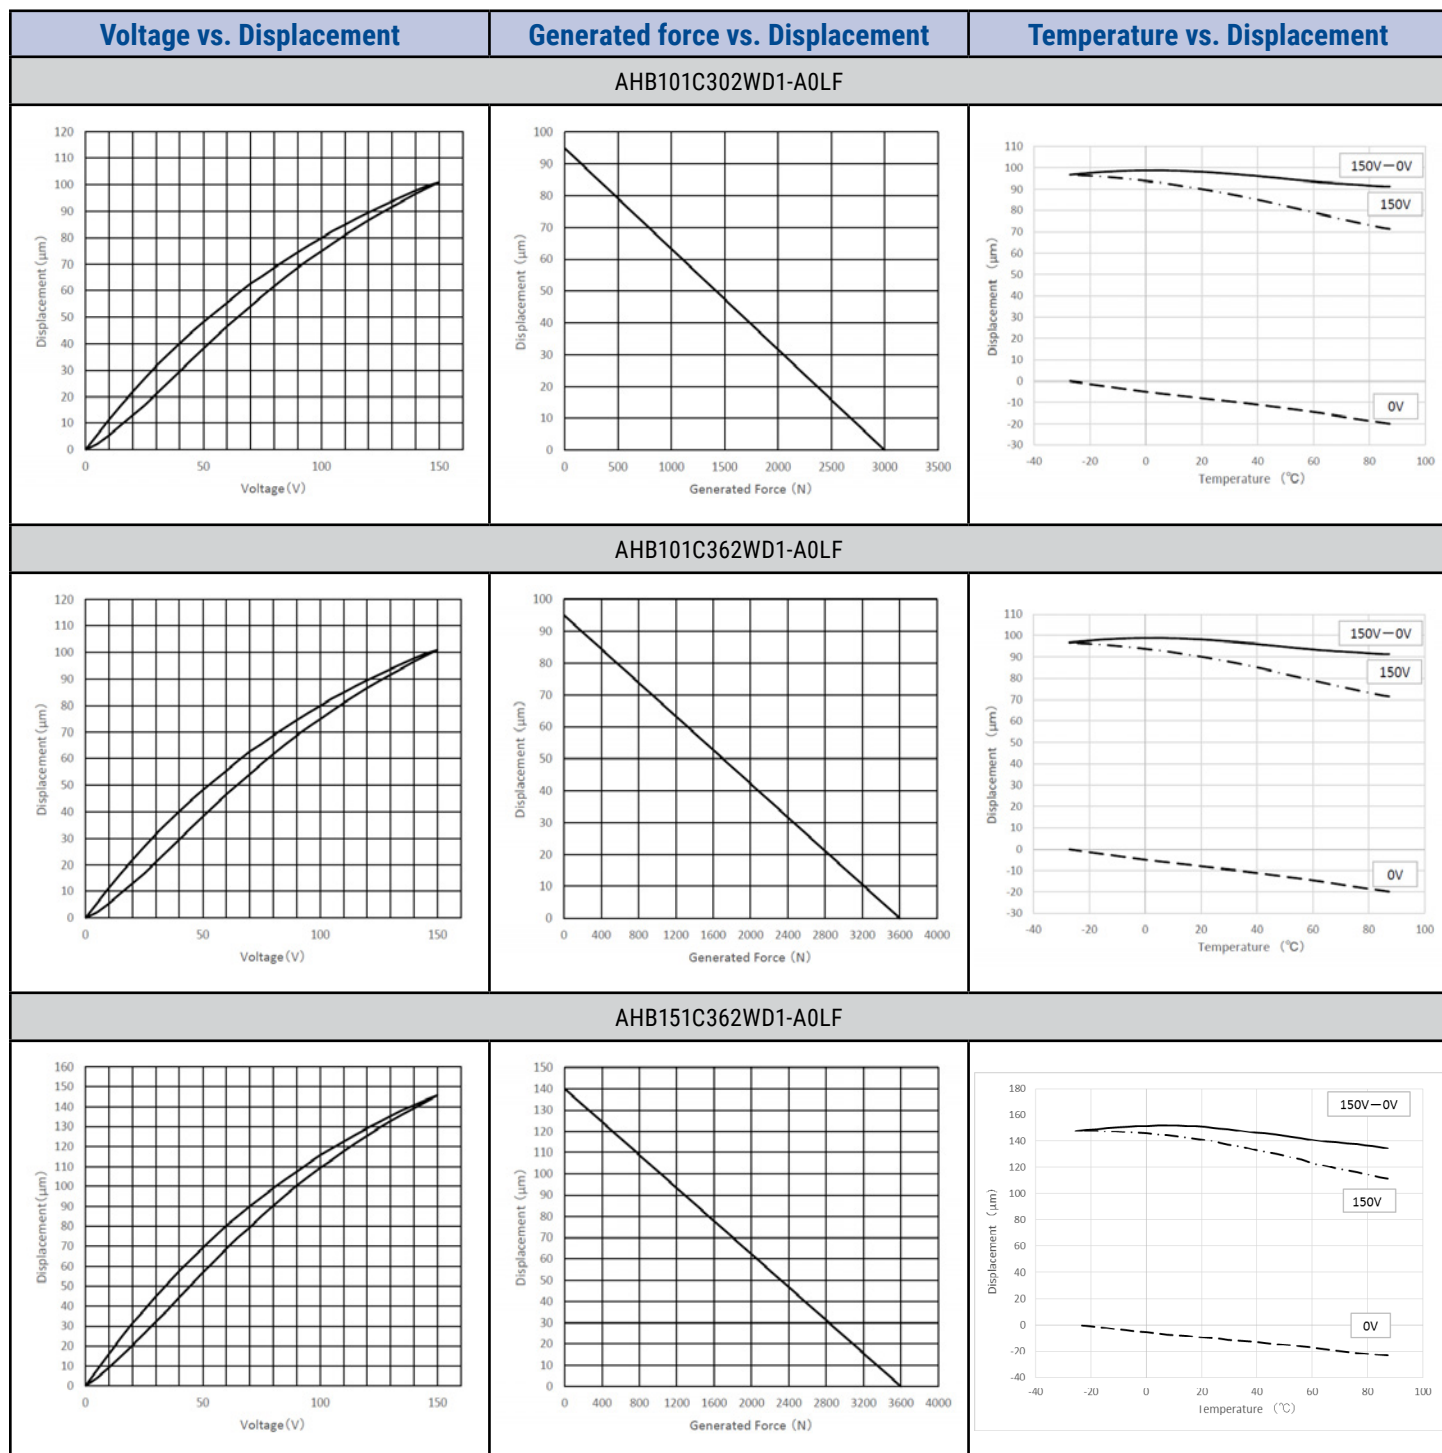 Voltage vs. Displacement
Generated force vs. Displacement
Temperature vs. Displacement
AHB101C302WD1-A0LF
120
110
100
90
80
70
60
50
40
30
20
10
0
Displacement(μm)
0 50 100 150
Voltage(V)
100
90
80
70
60
50
40
30
20
10
0
Displacement (μm)
0 500 1000 1500 2000 2500 3000 3500
Generated Force (N)
110
100
90
80
70
60
50
40
30
20
10
0
-10
-20
-30
Displacement (μm)
150V−0V
150V
0V
-40 -20 0 20 40 60 80 100
Temperature (℃)
AHB101C362WD1-A0LF
120
110
100
90
80
70
60
50
40
30
20
10
0
Displacement(μm)
0 50 100 150
Voltage(V)
100
90
80
70
60
50
40
30
20
10
0
Displacement (μm)
0 400 800 1200 1600 2000 2400 2800 3200 3600 4000
Generated Force (N)
110
100
90
80
70
60
50
40
30
20
10
0
-10
-20
-30
Displacement (μm)
150V−0V
150V
0V
-40 -20 0 20 40 60 80 100
Temperature (℃)
AHB151C362WD1-A0LF
160
150
140
130
120
110
100
90
80
70
60
50
40
30
20
10
0
Displacement(μm)
0 50 100 150
Voltage(V)
150
140
130
120
110
100
90
80
70
60
50
40
30
20
10
0
Displacement (μm)
0 400 800 1200 1600 2000 2400 2800 3200 3600 4000
Generated Force (N)
180
160
140
120
100
80
60
40
20
0
-20
-40
Displacement (μm)
150V−0V
150V
0V
-40 -20 0 20 40 60 80 100
Temperature (℃)